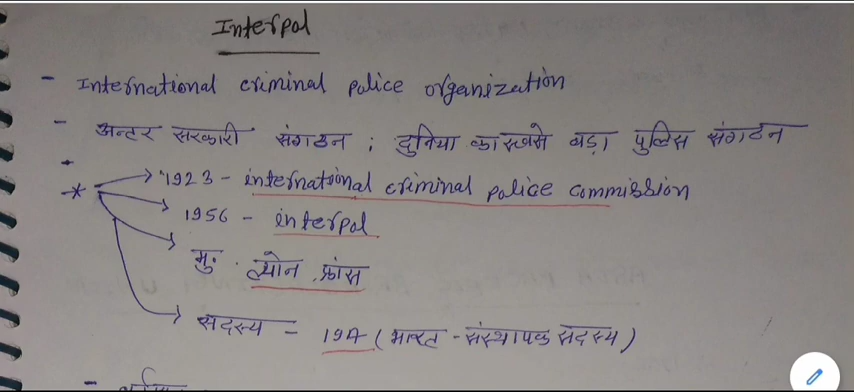 Interpol
- International criminal police organization
- अन्टर सरकारी संगठन ; दुनिया का सबसे बड़ा पुलिस संगठन
* → 1923 - international criminal police commission
→ 1956 - interpol
→ मु. ल्योन फ्रांस
→ सदस्य - 194 (भारत - संस्थापक सदस्य)